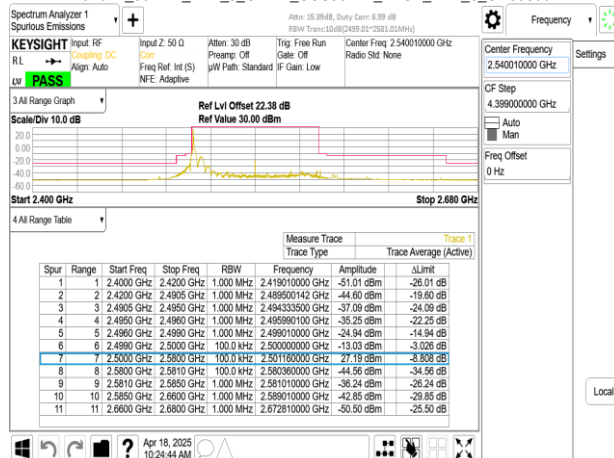 Spectrum Analyzer 1
Spurious Emissions
▼
+
Attn: 15.39dB, Duty Corr: 6.99 dB
RBW Trans:10dB(2499.01*2581.01MHz)
Frequency ▼
KEYSIGHT
RL
LXI
PASS
Input: RF
Coupling: DC
Align: Auto
Input Z: 50 Ω
Corr
Freq Ref: Int (S)
NFE: Adaptive
Atten: 30 dB
Preamp: Off
µW Path: Standard
Trig: Free Run
Gate: Off
IF Gain: Low
Center Freq: 2.540010000 GHz
Radio Std: None
Center Frequency
2.540010000 GHz
Settings
CF Step
4.399000000 GHz
Auto
Man
Freq Offset
0 Hz
Local
3 All Range Graph ▼
Scale/Div 10.0 dB
Ref Lvl Offset 22.38 dB
Ref Value 30.00 dBm
20.0
0.00
-20.0
-40.0
-60.0
Start 2.400 GHz
Stop 2.680 GHz
4 All Range Table ▼
Measure Trace Trace 1
Trace Type Trace Average (Active)
Spur Range Start Freq Stop Freq RBW Frequency Amplitude ΔLimit
1 1 2.4000 GHz 2.4200 GHz 1.000 MHz 2.419010000 GHz -51.01 dBm -26.01 dB
2 2 2.4200 GHz 2.4905 GHz 1.000 MHz 2.489500142 GHz -44.60 dBm -19.60 dB
3 3 2.4905 GHz 2.4950 GHz 1.000 MHz 2.494333500 GHz -37.09 dBm -24.09 dB
4 4 2.4950 GHz 2.4960 GHz 1.000 MHz 2.495990100 GHz -35.25 dBm -22.25 dB
5 5 2.4960 GHz 2.4990 GHz 1.000 MHz 2.499010000 GHz -24.94 dBm -14.94 dB
6 6 2.4990 GHz 2.5000 GHz 100.0 kHz 2.500000000 GHz -13.03 dBm -3.026 dB
7 7 2.5000 GHz 2.5800 GHz 100.0 kHz 2.501160000 GHz 27.19 dBm -8.808 dB
8 8 2.5800 GHz 2.5810 GHz 100.0 kHz 2.580360000 GHz -44.56 dBm -34.56 dB
9 9 2.5810 GHz 2.5850 GHz 1.000 MHz 2.581010000 GHz -36.24 dBm -26.24 dB
10 10 2.5850 GHz 2.6600 GHz 1.000 MHz 2.589010000 GHz -42.85 dBm -29.85 dB
11 11 2.6600 GHz 2.6800 GHz 1.000 MHz 2.672810000 GHz -50.50 dBm -25.50 dB
?
Apr 18, 2025
10:24:44 AM